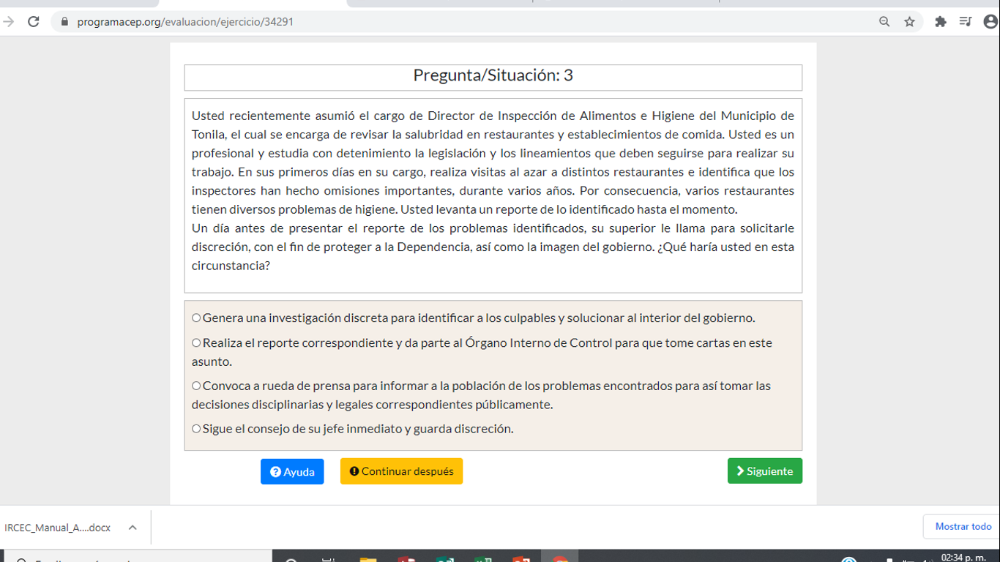 programacep.org/evaluacion/ejercicio/34291
Pregunta/Situación: 3
Usted recientemente asumió el cargo de Director de Inspección de Alimentos e Higiene del Municipio de
Tonila, el cual se encarga de revisar la salubridad en restaurantes y establecimientos de comida. Usted es un
profesional y estudia con detenimiento la legislación y los lineamientos que deben seguirse para realizar su
trabajo. En sus primeros días en su cargo, realiza visitas al azar a distintos restaurantes e identifica que los
inspectores han hecho omisiones importantes, durante varios años. Por consecuencia, varios restaurantes
tienen diversos problemas de higiene. Usted levanta un reporte de lo identificado hasta el momento.
Un día antes de presentar el reporte de los problemas identificados, su superior le llama para solicitarle
discreción, con el fin de proteger a la Dependencia, así como la imagen del gobierno. ¿Qué haría usted en esta
circunstancia?
Genera una investigación discreta para identificar a los culpables y solucionar al interior del gobierno.
Realiza el reporte correspondiente y da parte al Órgano Interno de Control para que tome cartas en este
asunto.
Convoca a rueda de prensa para informar a la población de los problemas encontrados para así tomar las
decisiones disciplinarias y legales correspondientes públicamente.
Sigue el consejo de su jefe inmediato y guarda discreción.
Ayuda
Continuar después
Siguiente
IRCEC_Manual_A....docx
Mostrar todo
02:34 p. m.